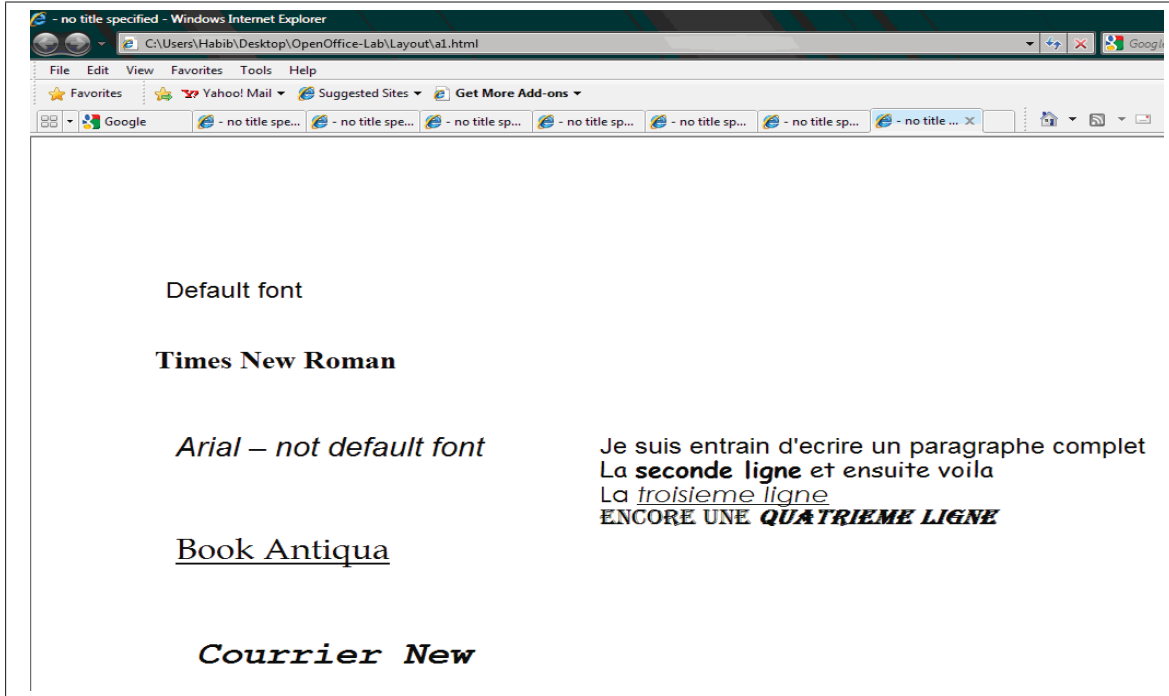 - no title specified - Windows Internet Explorer
C:\Users\Habib\Desktop\OpenOffice-Lab\Layout\a1.html Google
File Edit View Favorites Tools Help
Favorites Yahoo! Mail Suggested Sites Get More Add-ons
Google - no title spe... - no title spe... - no title sp... - no title sp... - no title sp... - no title sp... - no title ...
Default font
Times New Roman
Arial – not default font
Je suis entrain d'ecrire un paragraphe complet
La seconde ligne et ensuite voila
La troisieme ligne
ENCORE UNE QUATRIEME LIGNE
Book Antiqua
Courrier New